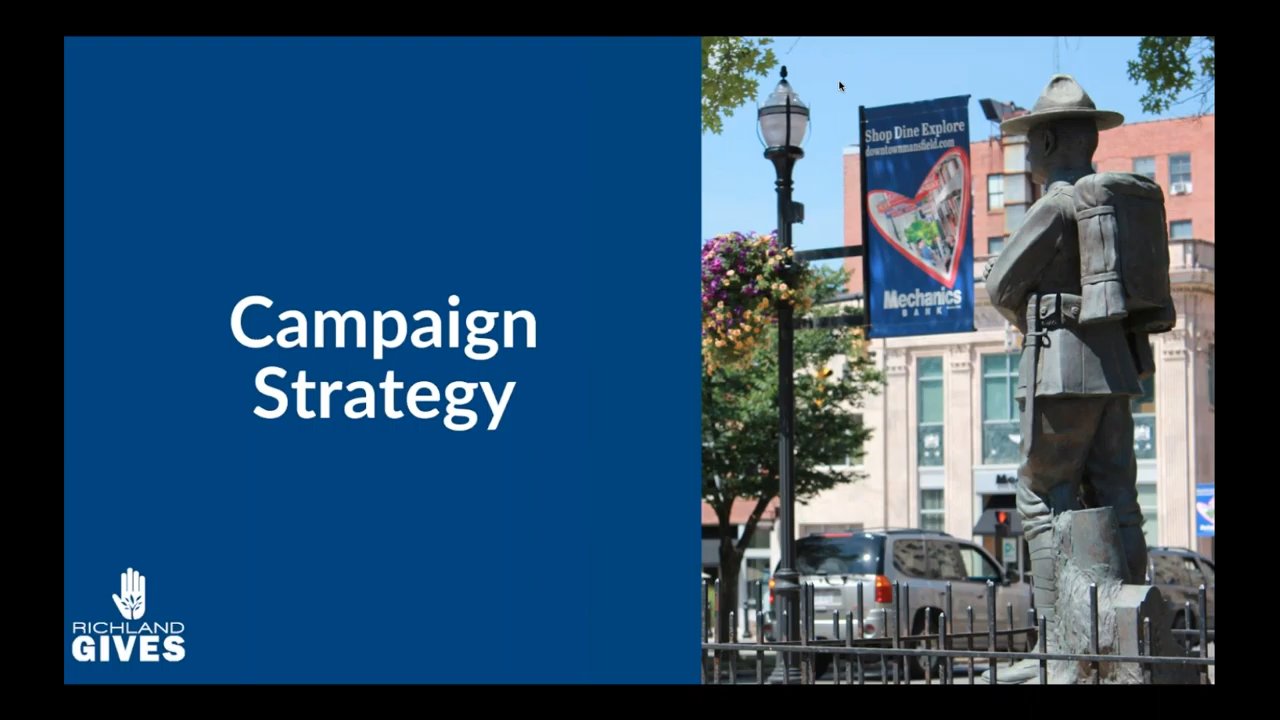 Campaign
Strategy
RICHLAND
GIVES
Shop Dine Explore
downtownmansfield.com
Mechanics
BANK